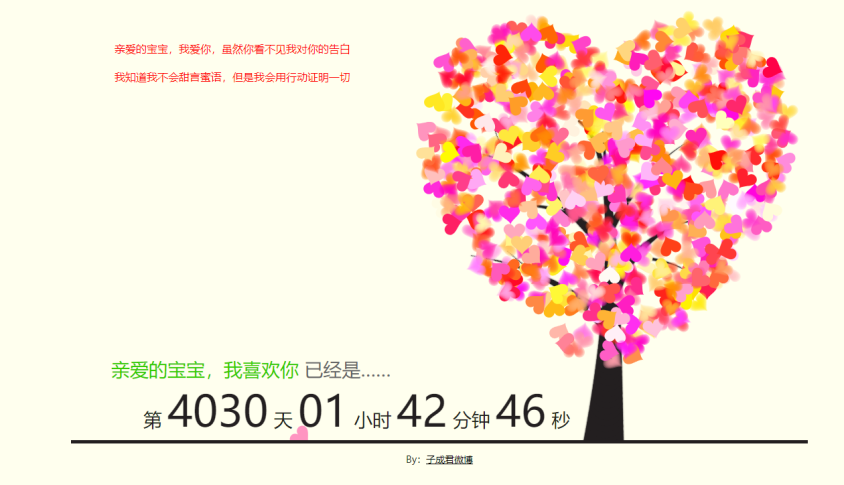 亲爱的宝宝，我爱你，虽然你看不见我对你的告白
我知道我不会甜言蜜语，但是我会用行动证明一切
亲爱的宝宝，我喜欢你 已经是……
第 4030 天 01 小时 42 分钟 46 秒
By：子成君微博